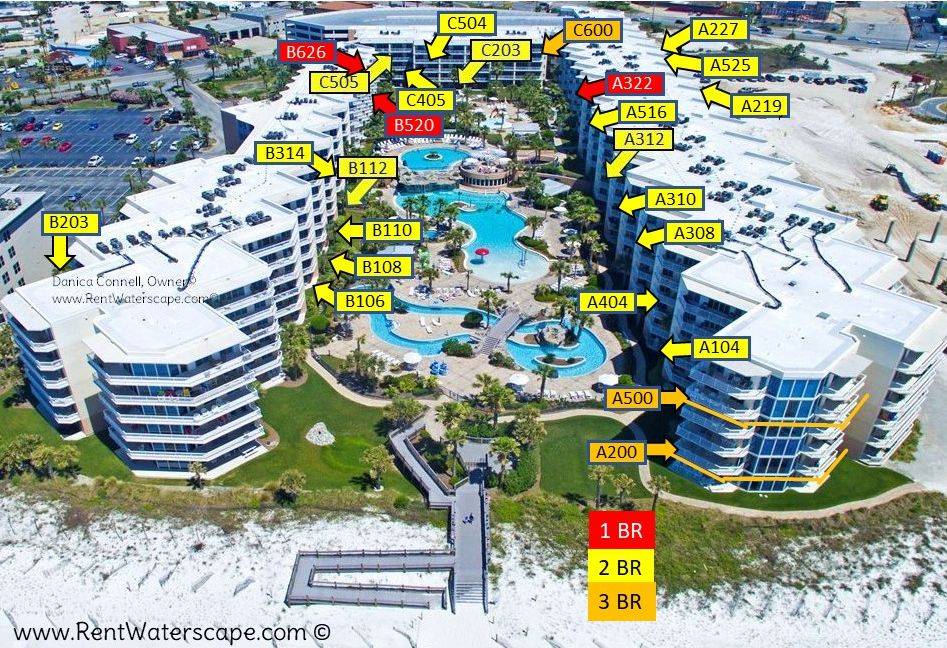 C504
C600
A227
B626
C203
C505
A525
A322
C405
A219
B520
A516
A312
B314
B112
A310
B203
B110
A308
B108
Danica Connell, Owner©
www.RentWaterscape.com©
B106
A404
A104
A500
A200
1 BR
2 BR
3 BR
www.RentWaterscape.com ©